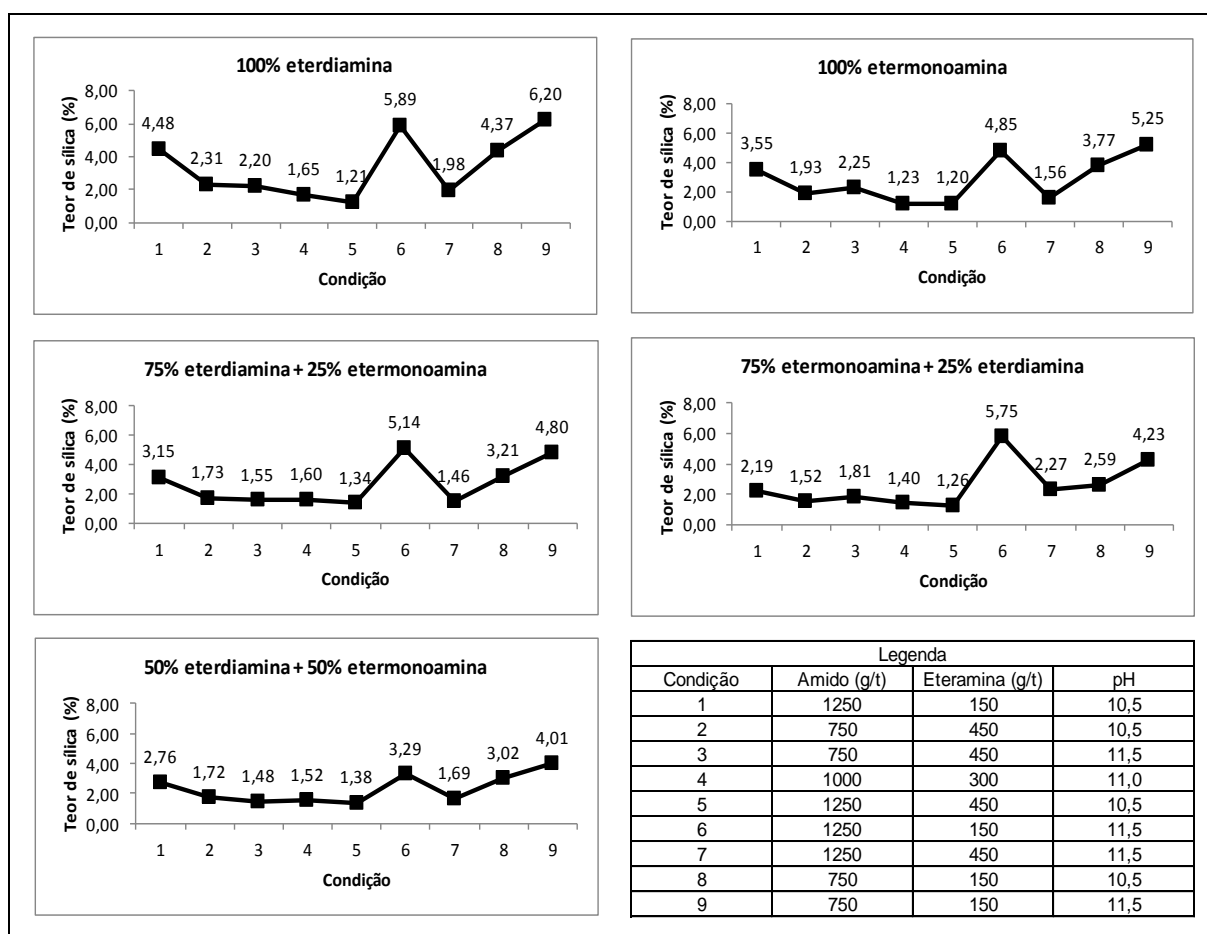 100% eterdiamina
Teor de sílica (%)
8,00
6,00
4,00
2,00
0,00
4,48
2,31
2,20
1,65
1,21
5,89
1,98
4,37
6,20
1 2 3 4 5 6 7 8 9
Condição
100% etermonoamina
Teor de sílica (%)
8,00
6,00
4,00
2,00
0,00
3,55
1,93
2,25
1,23
1,20
4,85
1,56
3,77
5,25
1 2 3 4 5 6 7 8 9
Condição
75% eterdiamina + 25% etermonoamina
Teor de sílica (%)
8,00
6,00
4,00
2,00
0,00
3,15
1,73
1,55
1,60
1,34
5,14
1,46
3,21
4,80
1 2 3 4 5 6 7 8 9
Condição
75% etermonoamina + 25% eterdiamina
Teor de sílica (%)
8,00
6,00
4,00
2,00
0,00
2,19
1,52
1,81
1,40
1,26
5,75
2,27
2,59
4,23
1 2 3 4 5 6 7 8 9
Condição
50% eterdiamina + 50% etermonoamina
Teor de sílica (%)
8,00
6,00
4,00
2,00
0,00
2,76
1,72
1,48
1,52
1,38
3,29
1,69
3,02
4,01
1 2 3 4 5 6 7 8 9
Condição
Legenda
Condição Amido (g/t) Eteramina (g/t) pH
1 1250 150 10,5
2 750 450 10,5
3 750 450 11,5
4 1000 300 11,0
5 1250 450 10,5
6 1250 150 11,5
7 1250 450 11,5
8 750 150 10,5
9 750 150 11,5